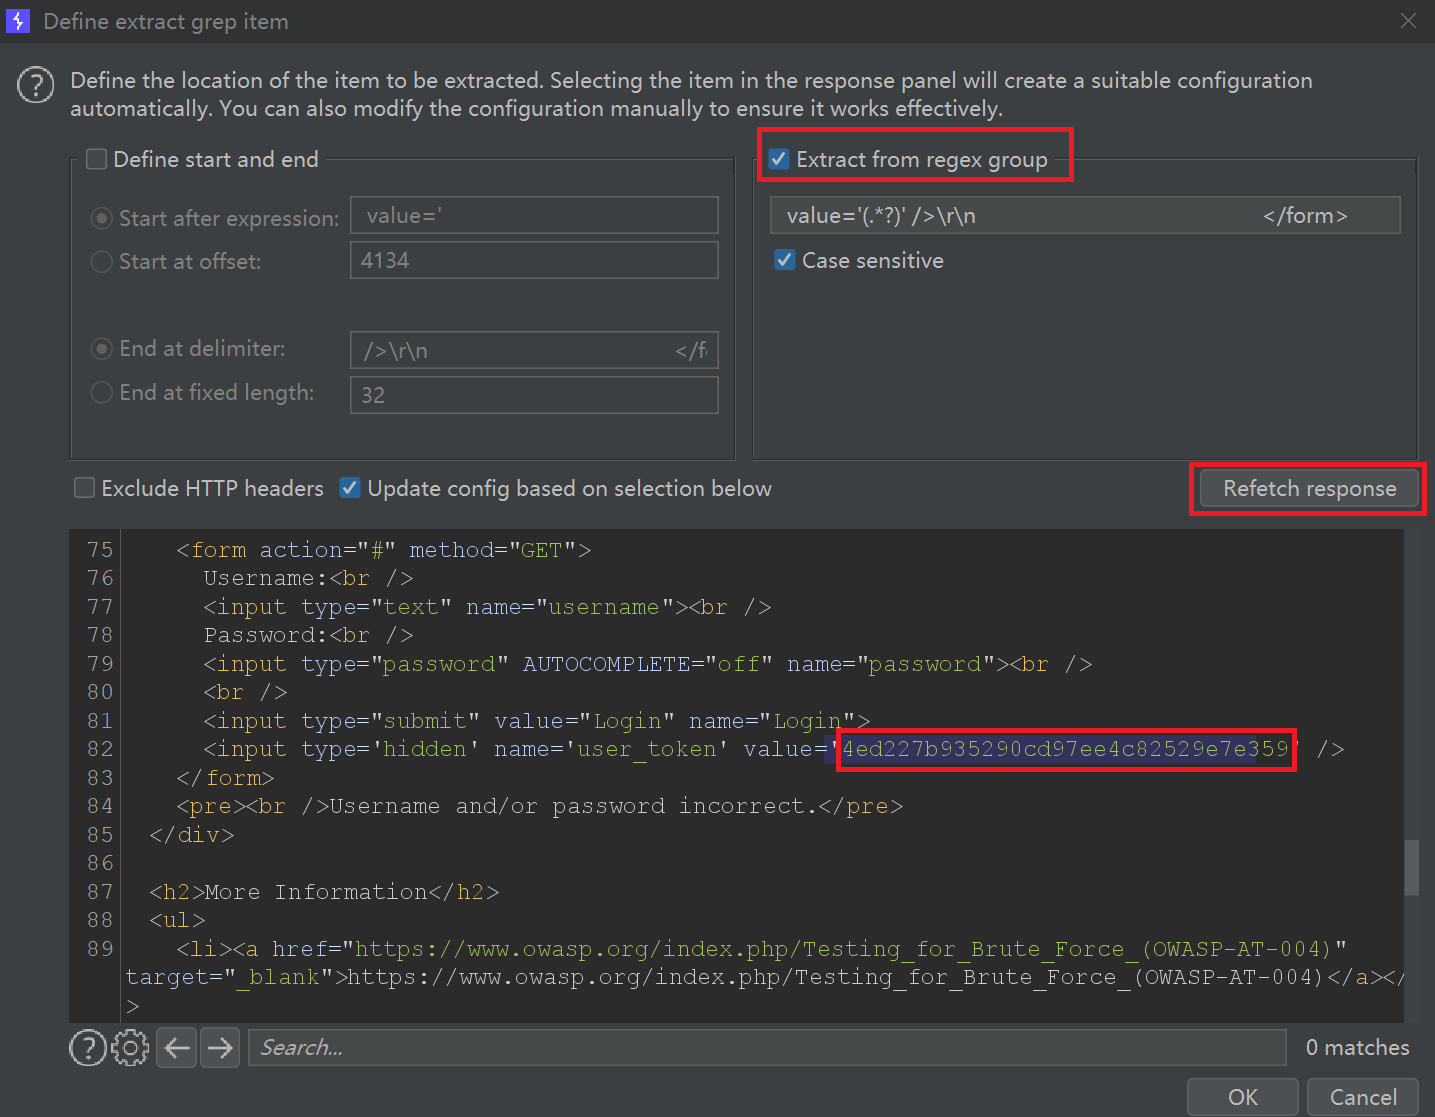 Define extract grep item
Define the location of the item to be extracted. Selecting the item in the response panel will create a suitable configuration
automatically. You can also modify the configuration manually to ensure it works effectively.
Define start and end
Start after expression: value='
Start at offset: 4134
End at delimiter: />\r\n </f
End at fixed length: 32
Extract from regex group
value='(.*?)' />\r\n </form>
Case sensitive
Exclude HTTP headers
Update config based on selection below
Refetch response
75 <form action="#" method="GET">
76 Username:<br />
77 <input type="text" name="username"><br />
78 Password:<br />
79 <input type="password" AUTOCOMPLETE="off" name="password"><br />
80 <br />
81 <input type="submit" value="Login" name="Login">
82 <input type='hidden' name='user_token' value='4ed227b935290cd97ee4c82529e7e359' />
83 </form>
84 <pre><br />Username and/or password incorrect.</pre>
85 </div>
86
87 <h2>More Information</h2>
88 <ul>
89 <li><a href="https://www.owasp.org/index.php/Testing_for_Brute_Force_(OWASP-AT-004)"
target="_blank">https://www.owasp.org/index.php/Testing_for_Brute_Force_(OWASP-AT-004)</a></
>
Search...
0 matches
OK
Cancel